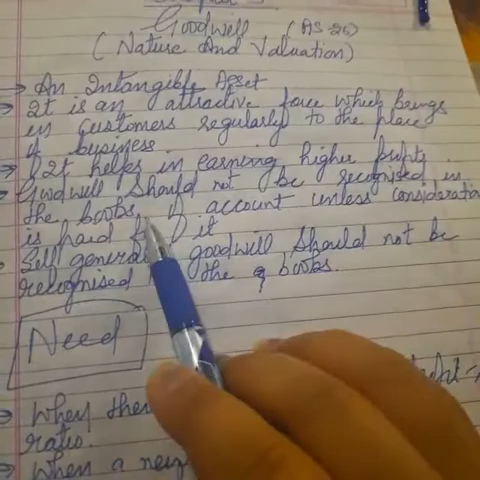 Goodwill (AS-26)
(Nature And Valuation)
→ An Intangible Asset
→ It is an attractive force which brings
in customers regularly to the place
of business.
→ It helps in earning higher profits.
Goodwill should not be recognised in
the books of account unless consideration
is paid for it
Self generated goodwill should not be
recognised the books.
Need
→ When
ratio.
→ When a new